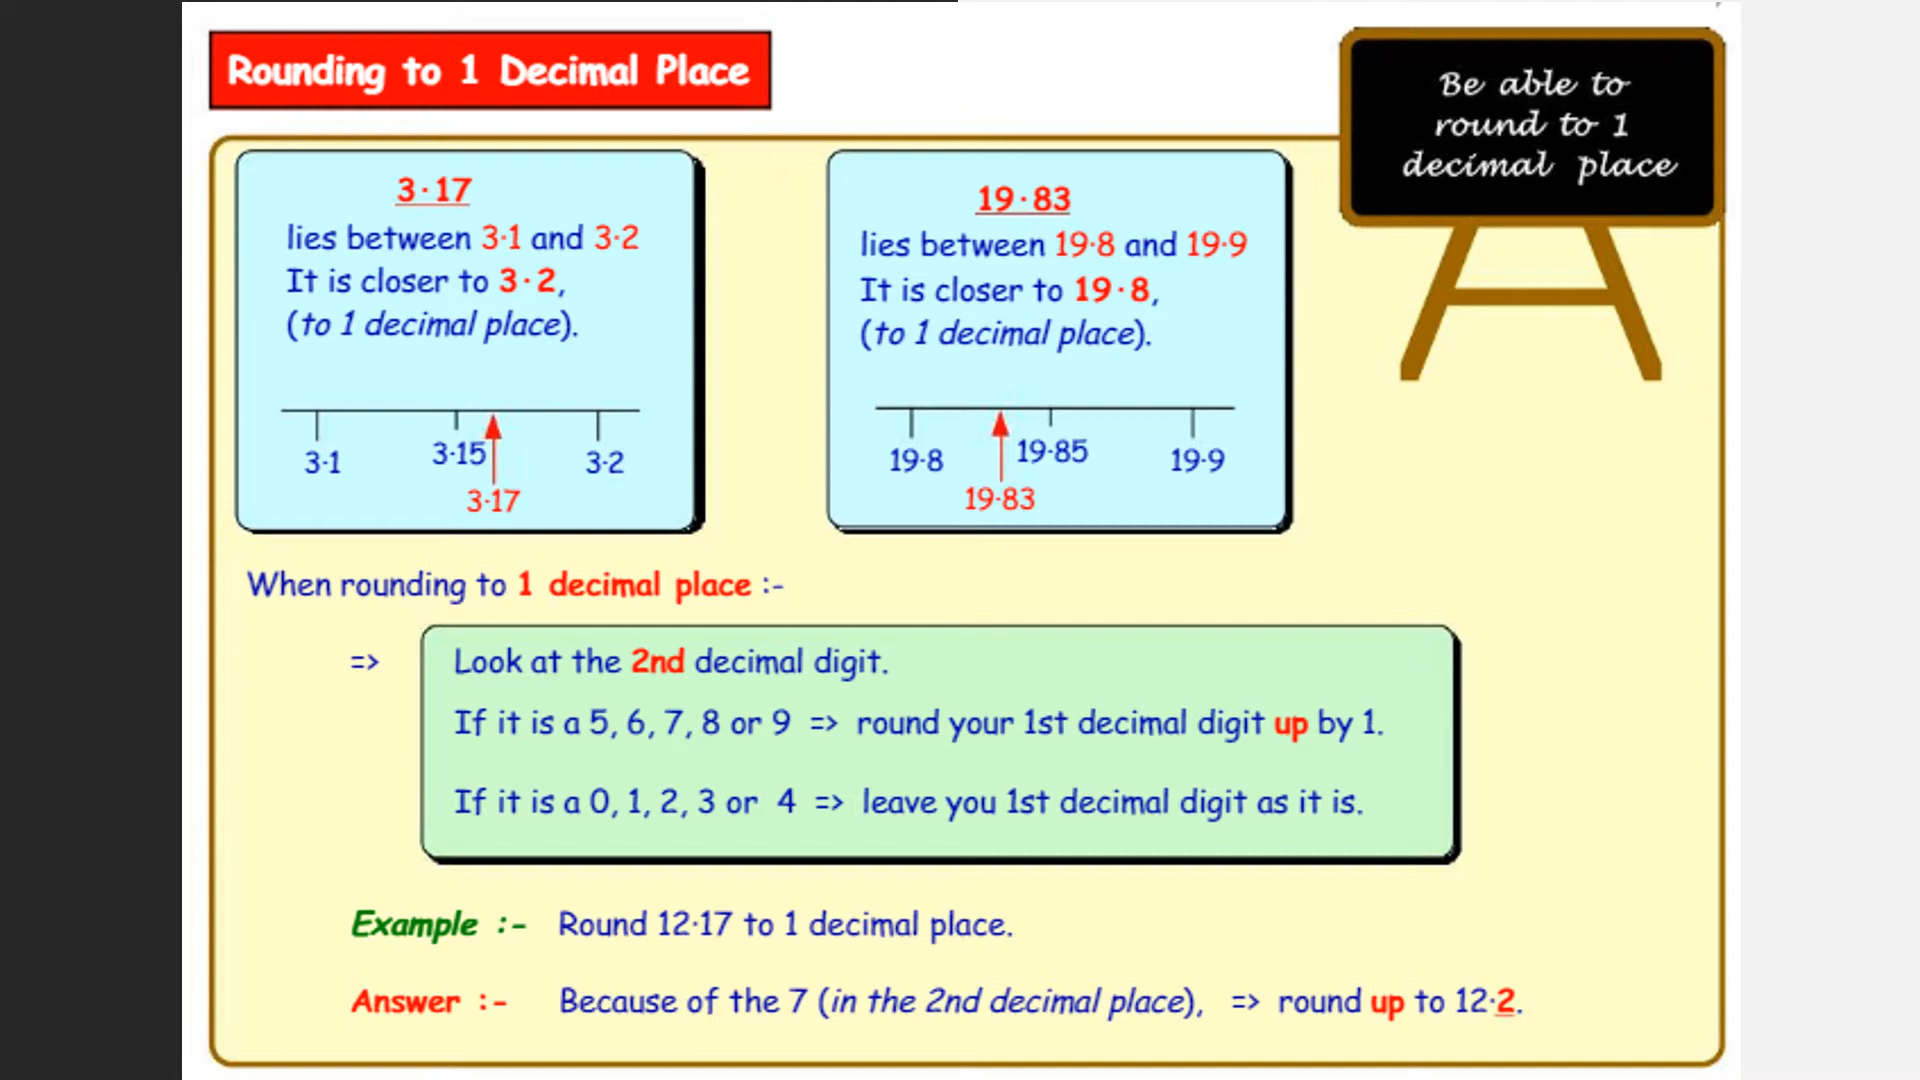 Rounding to 1 Decimal Place
Be able to
round to 1
decimal place
3·17
lies between 3·1 and 3·2
It is closer to 3·2,
(to 1 decimal place).
3·1
3·15
3·2
3·17
19·83
lies between 19·8 and 19·9
It is closer to 19·8,
(to 1 decimal place).
19·8
19·85
19·9
19·83
When rounding to 1 decimal place :-
=> Look at the 2nd decimal digit.
If it is a 5, 6, 7, 8 or 9 => round your 1st decimal digit up by 1.
If it is a 0, 1, 2, 3 or 4 => leave you 1st decimal digit as it is.
Example :- Round 12·17 to 1 decimal place.
Answer :- Because of the 7 (in the 2nd decimal place), => round up to 12·2.